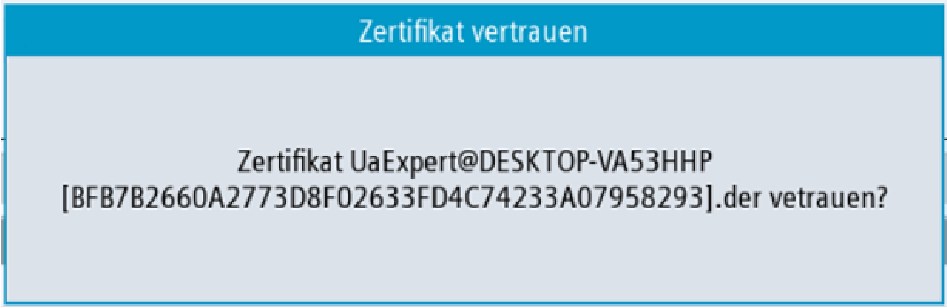 Zertifikat vertrauen
Zertifikat UaExpert@DESKTOP-VA53HHP
[BFB7B2660A2773D8F02633FD4C74233A07958293].der vetrauen?